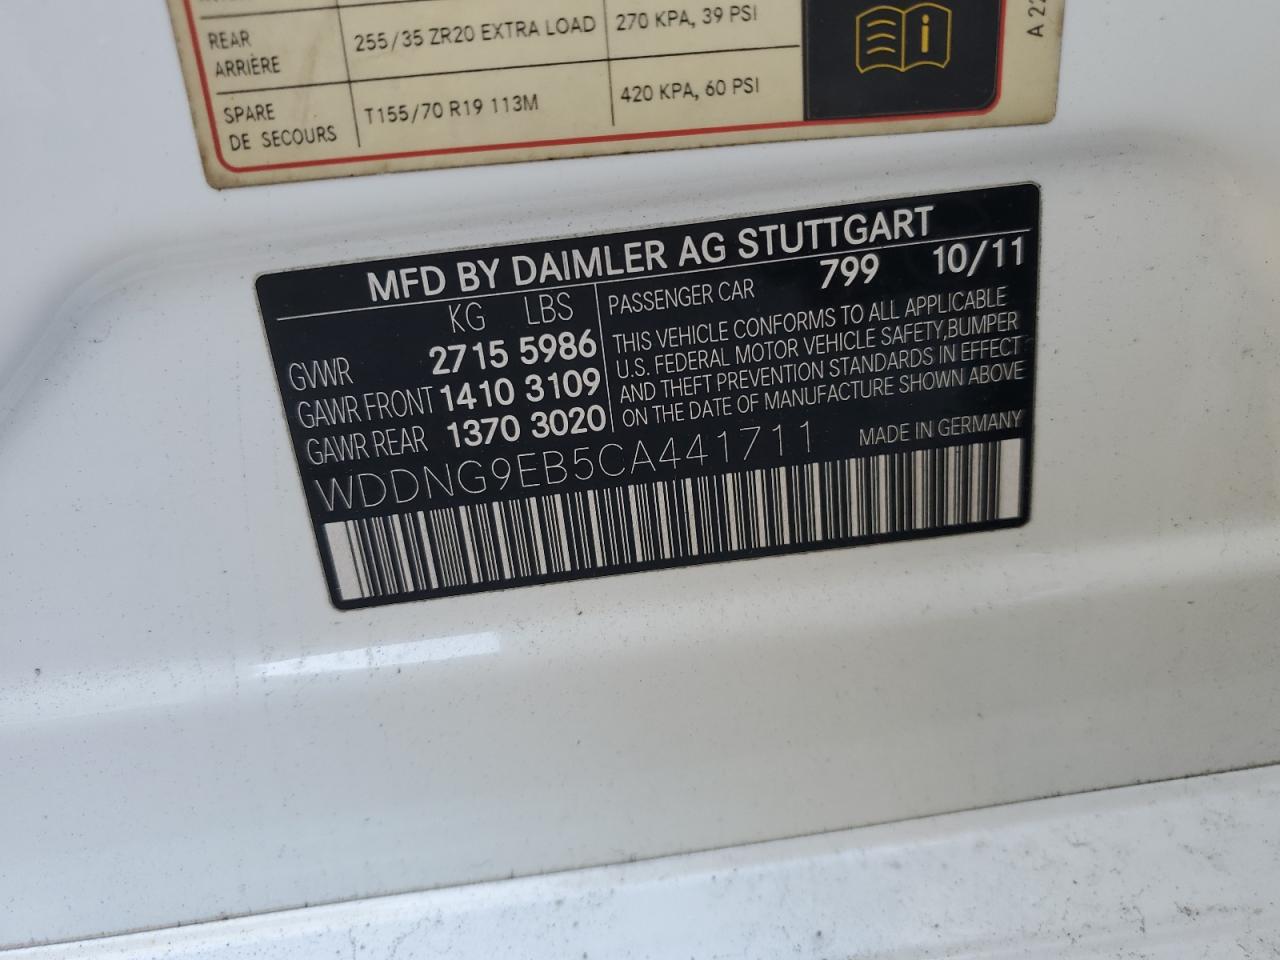 REAR
ARRIÈRE
255/35 ZR20 EXTRA LOAD
270 KPA, 39 PSI
SPARE
DE SECOURS
T155/70 R19 113M
420 KPA, 60 PSI
A 22
MFD BY DAIMLER AG STUTTGART
KG LBS
GVWR 2715 5986
GAWR FRONT 1410 3109
GAWR REAR 1370 3020
PASSENGER CAR 799 10/11
THIS VEHICLE CONFORMS TO ALL APPLICABLE
U.S. FEDERAL MOTOR VEHICLE SAFETY,BUMPER
AND THEFT PREVENTION STANDARDS IN EFFECT
ON THE DATE OF MANUFACTURE SHOWN ABOVE
WDDNG9EB5CA441711 MADE IN GERMANY